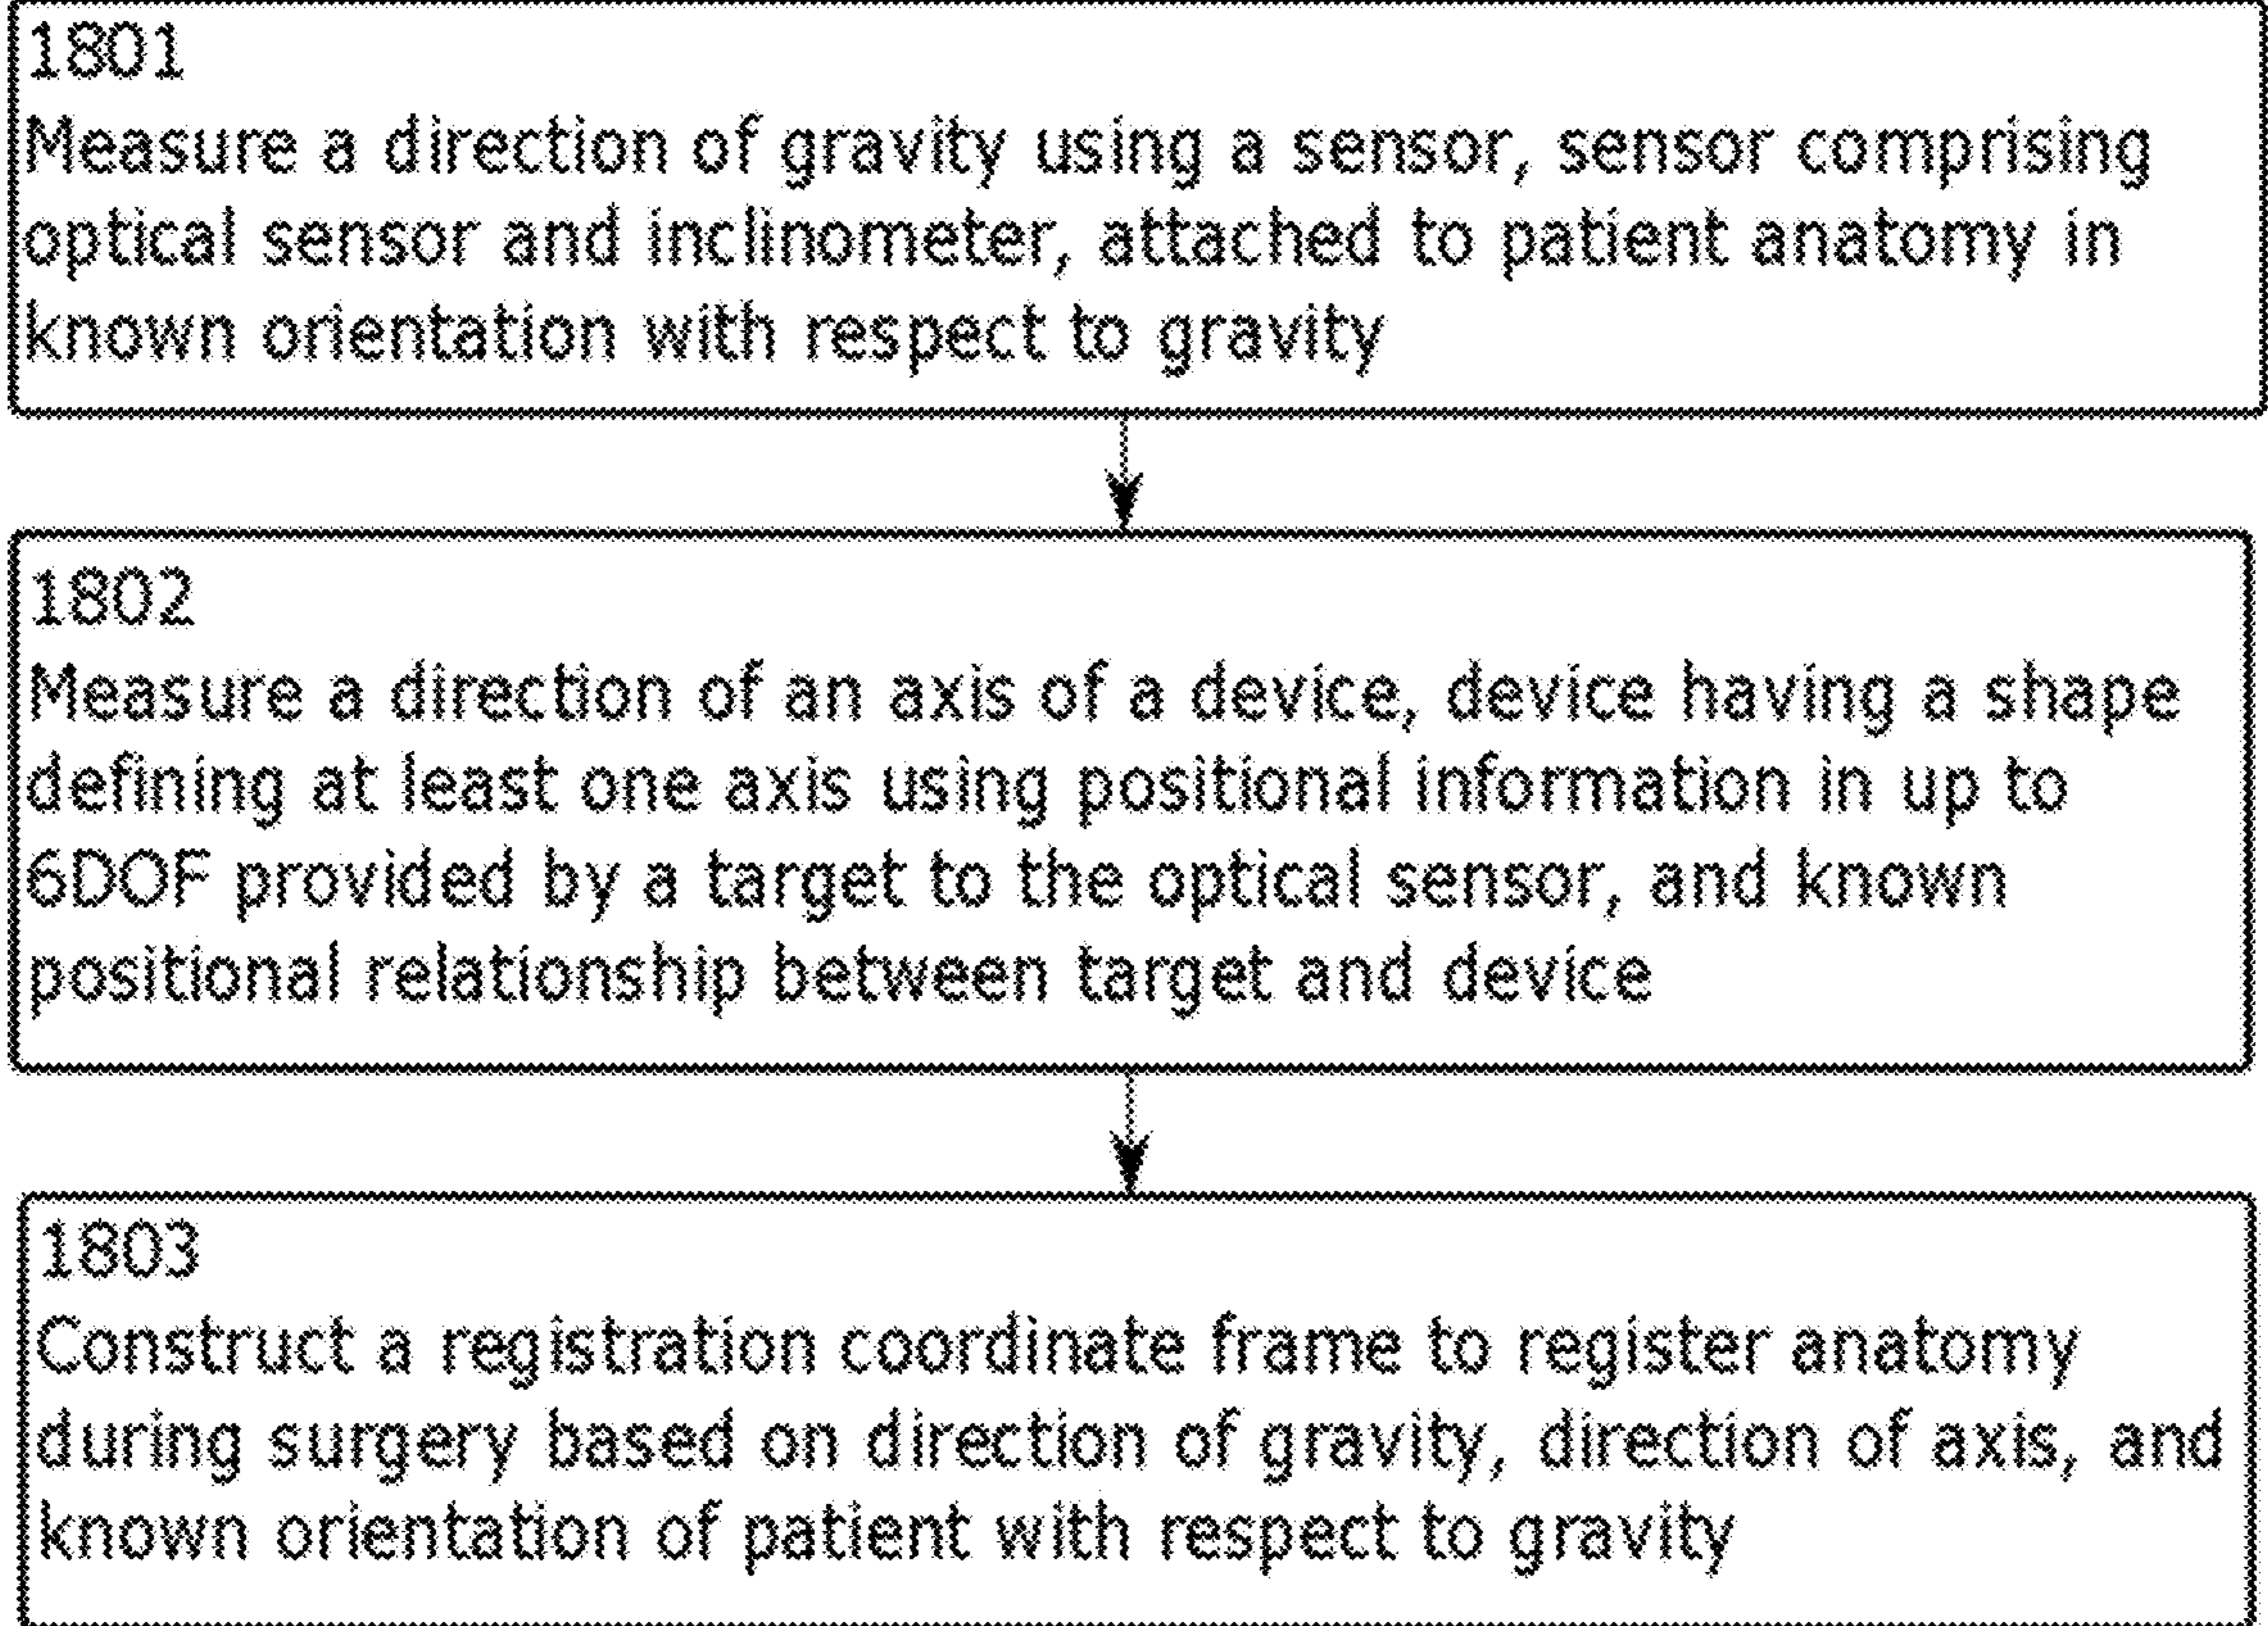 1801
Measure a direction of gravity using a sensor, sensor comprising
optical sensor and inclinometer, attached to patient anatomy in
known orientation with respect to gravity
1802
Measure a direction of an axis of a device, device having a shape
defining at least one axis using positional information in up to
6DOF provided by a target to the optical sensor, and known
positional relationship between target and device
1803
Construct a registration coordinate frame to register anatomy
during surgery based on direction of gravity, direction of axis, and
known orientation of patient with respect to gravity